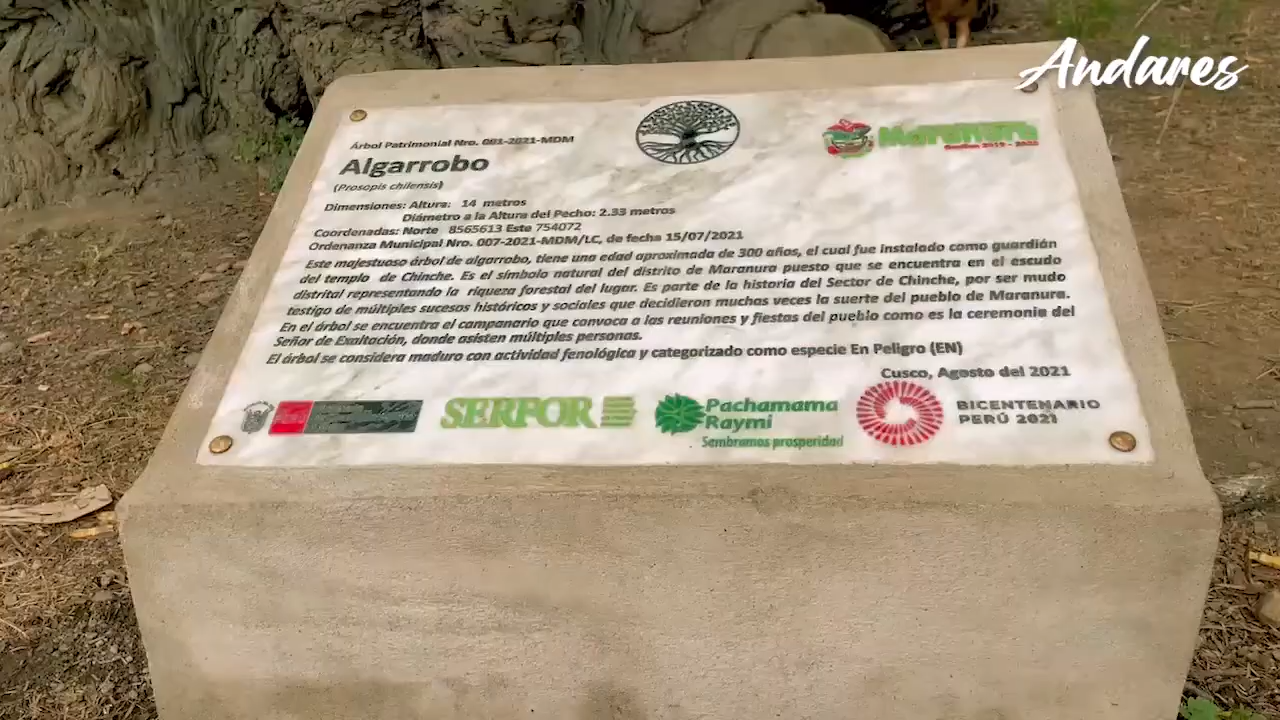 Andares
Árbol Patrimonial Nro. 001-2021-MDM
Maranura
Gestión 2019 - 2022
Algarrobo
(Prosopis chilensis)
Dimensiones: Altura: 14 metros
Diámetro a la Altura del Pecho: 2.33 metros
Coordenadas: Norte 8565613 Este 754072
Ordenanza Municipal Nro. 007-2021-MDM/LC, de fecha 15/07/2021
Este majestuoso árbol de algarrobo, tiene una edad aproximada de 300 años, el cual fue instalado como guardián
del templo de Chinche. Es el símbolo natural del distrito de Maranura puesto que se encuentra en el escudo
distrital representando la riqueza forestal del lugar. Es parte de la historia del Sector de Chinche, por ser mudo
testigo de múltiples sucesos históricos y sociales que decidieron muchas veces la suerte del pueblo de Maranura.
En el árbol se encuentra el campanario que convoca a las reuniones y fiestas del pueblo como es la ceremonia del
Señor de Exaltación, donde asisten múltiples personas.
El árbol se considera maduro con actividad fenológica y categorizado como especie En Peligro (EN)
Cusco, Agosto del 2021
SERFOR
Pachamama
Raymi
Sembramos prosperidad
BICENTENARIO
PERÚ 2021